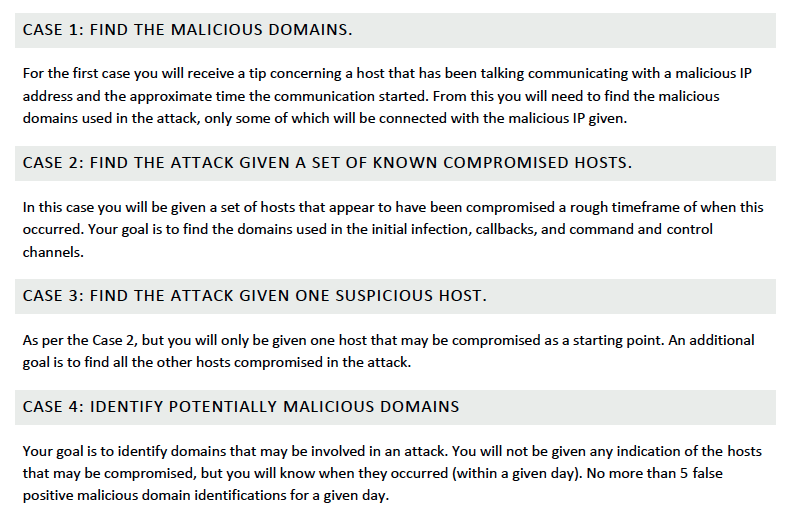 CASE 1: FIND THE MALICIOUS DOMAINS.
For the first case you will receive a tip concerning a host that has been talking communicating with a malicious IP
address and the approximate time the communication started. From this you will need to find the malicious
domains used in the attack, only some of which will be connected with the malicious IP given.
CASE 2: FIND THE ATTACK GIVEN A SET OF KNOWN COMPROMISED HOSTS.
In this case you will be given a set of hosts that appear to have been compromised a rough timeframe of when this
occurred. Your goal is to find the domains used in the initial infection, callbacks, and command and control
channels.
CASE 3: FIND THE ATTACK GIVEN ONE SUSPICIOUS HOST.
As per the Case 2, but you will only be given one host that may be compromised as a starting point. An additional
goal is to find all the other hosts compromised in the attack.
CASE 4: IDENTIFY POTENTIALLY MALICIOUS DOMAINS
Your goal is to identify domains that may be involved in an attack. You will not be given any indication of the hosts
that may be compromised, but you will know when they occurred (within a given day). No more than 5 false
positive malicious domain identifications for a given day.